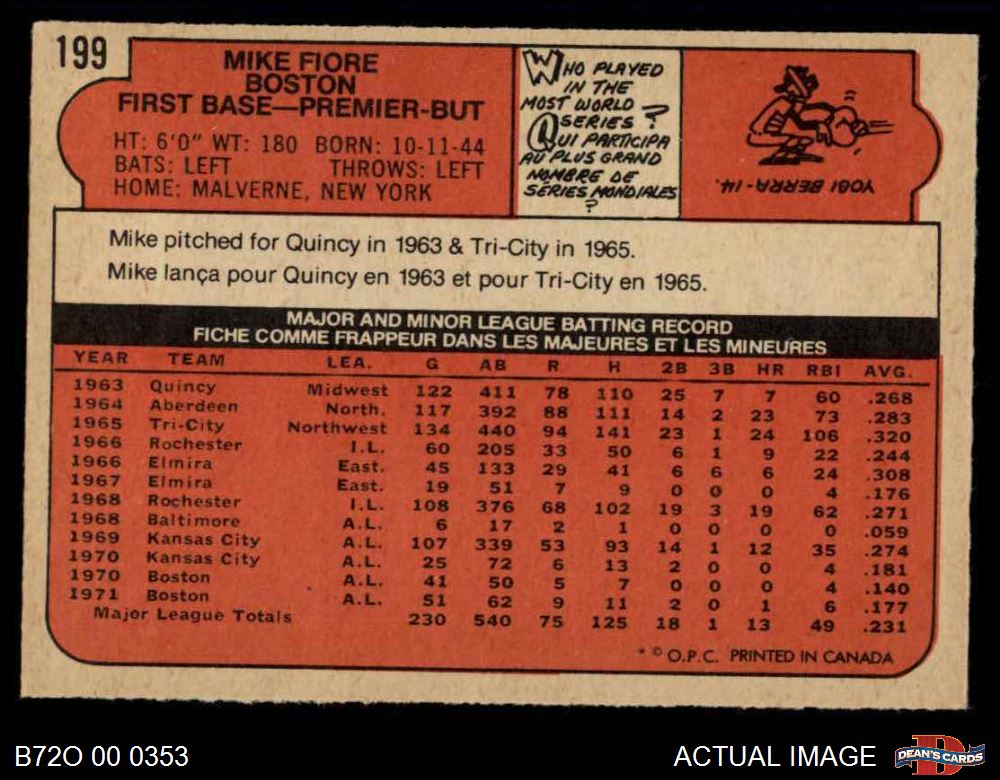 199
MIKE FIORE
BOSTON
FIRST BASE—PREMIER-BUT
HT: 6'0" WT: 180 BORN: 10-11-44
BATS: LEFT THROWS: LEFT
HOME: MALVERNE, NEW YORK
WHO PLAYED
IN THE
MOST WORLD
SERIES?
QUI PARTICIPA
AU PLUS GRAND
NOMBRE DE
SERIES MONDIALES
?
YOGI BERRA-14.
Mike pitched for Quincy in 1963 & Tri-City in 1965.
Mike lança pour Quincy en 1963 et pour Tri-City en 1965.
MAJOR AND MINOR LEAGUE BATTING RECORD
FICHE COMME FRAPPEUR DANS LES MAJEURES ET LES MINEURES
YEAR TEAM LEA. G AB R H 2B 3B HR RBI AVG.
1963 Quincy Midwest 122 411 78 110 25 7 7 60 .268
1964 Aberdeen North. 117 392 88 111 14 2 23 73 .283
1965 Tri-City Northwest 134 440 94 141 23 1 24 106 .320
1966 Rochester I.L. 60 205 33 50 6 1 9 22 .244
1966 Elmira East. 45 133 29 41 6 6 6 24 .308
1967 Elmira East. 19 51 7 9 0 0 0 4 .176
1968 Rochester I.L. 108 376 68 102 19 3 19 62 .271
1968 Baltimore A.L. 6 17 2 1 0 0 0 0 .059
1969 Kansas City A.L. 107 339 53 93 14 1 12 35 .274
1970 Kansas City A.L. 25 72 6 13 2 0 0 4 .181
1970 Boston A.L. 41 50 5 7 0 0 0 4 .140
1971 Boston A.L. 51 62 9 11 2 0 1 6 .177
Major League Totals 230 540 75 125 18 1 13 49 .231
* © O.P.C. PRINTED IN CANADA
B72O 00 0353
ACTUAL IMAGE
DEAN'S CARDS